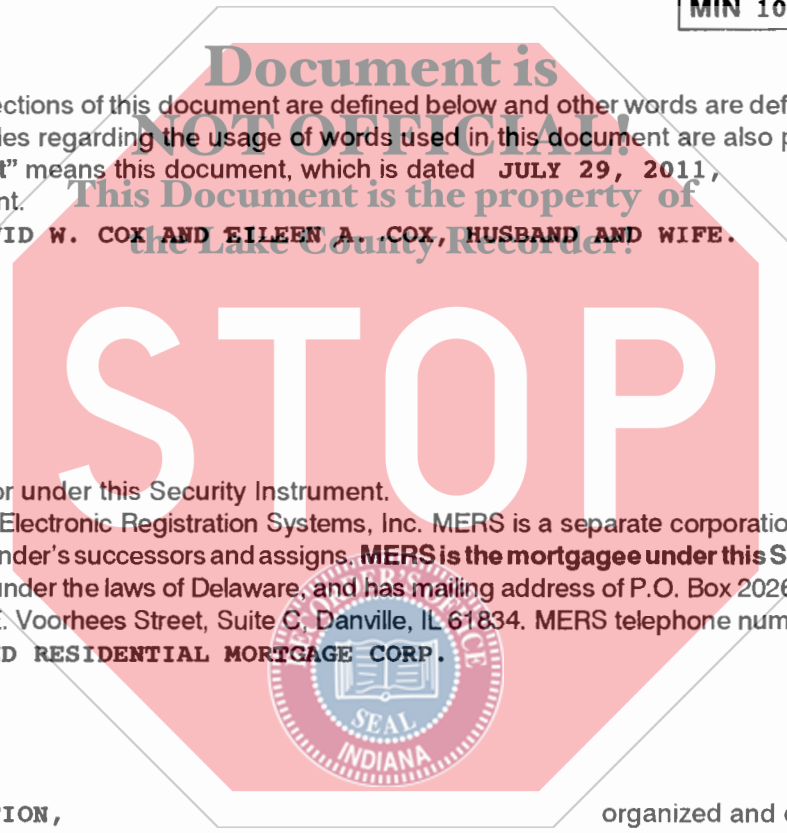 MIN 10
Document is
ections of this document are defined below and other words are def
NOT OFFICIAL!
les regarding the usage of words used in this document are also p
t” means this document, which is dated JULY 29, 2011,
This Document is the property of
nt.
VID W. COX AND EILEEN A. COX, HUSBAND AND WIFE.
the Lake County Recorder!
STOP
or under this Security Instrument.
Electronic Registration Systems, Inc. MERS is a separate corporatio
nder's successors and assigns. MERS is the mortgagee under this S
under the laws of Delaware, and has mailing address of P.O. Box 2026
E. Voorhees Street, Suite C, Danville, IL 61834. MERS telephone num
D RESIDENTIAL MORTGAGE CORP.
RECORDER'S OFFICE
SEAL
INDIANA
TION,
organized and e